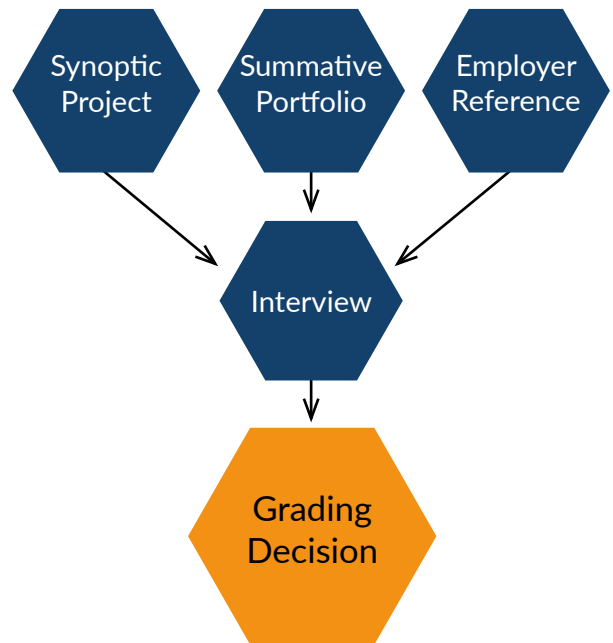 Synoptic
Project
Summative
Portfolio
Employer
Reference
Interview
Grading
Decision